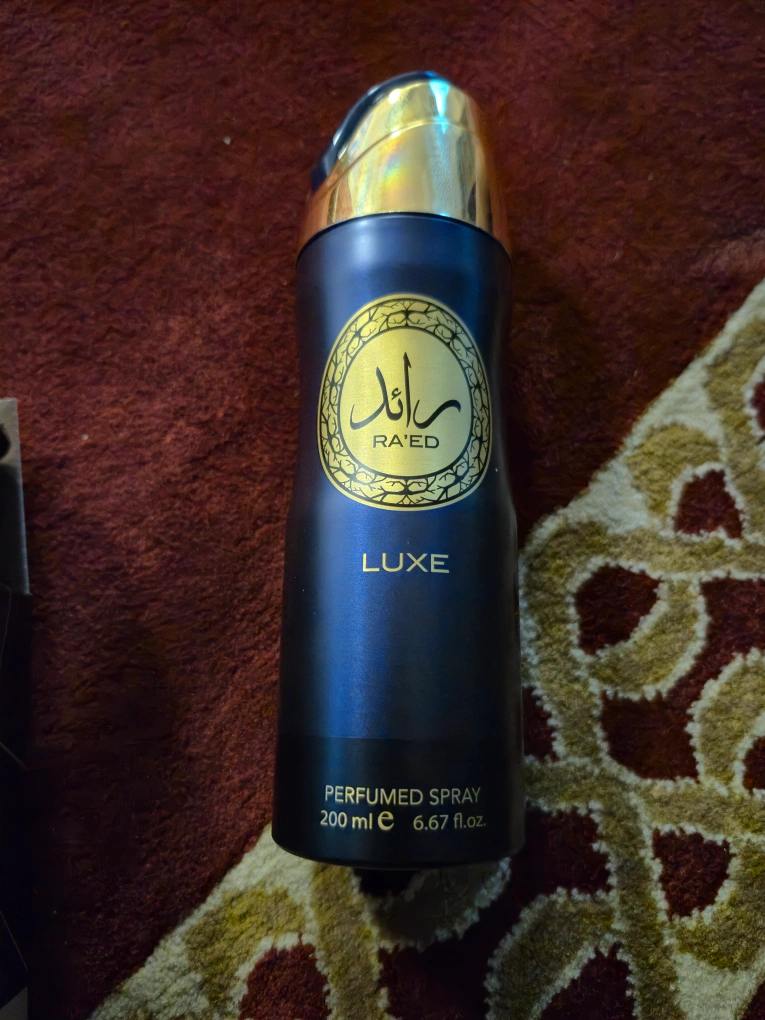 رائد
RA'ED
LUXE
PERFUMED SPRAY
200 ml e 6.67 fl.oz.